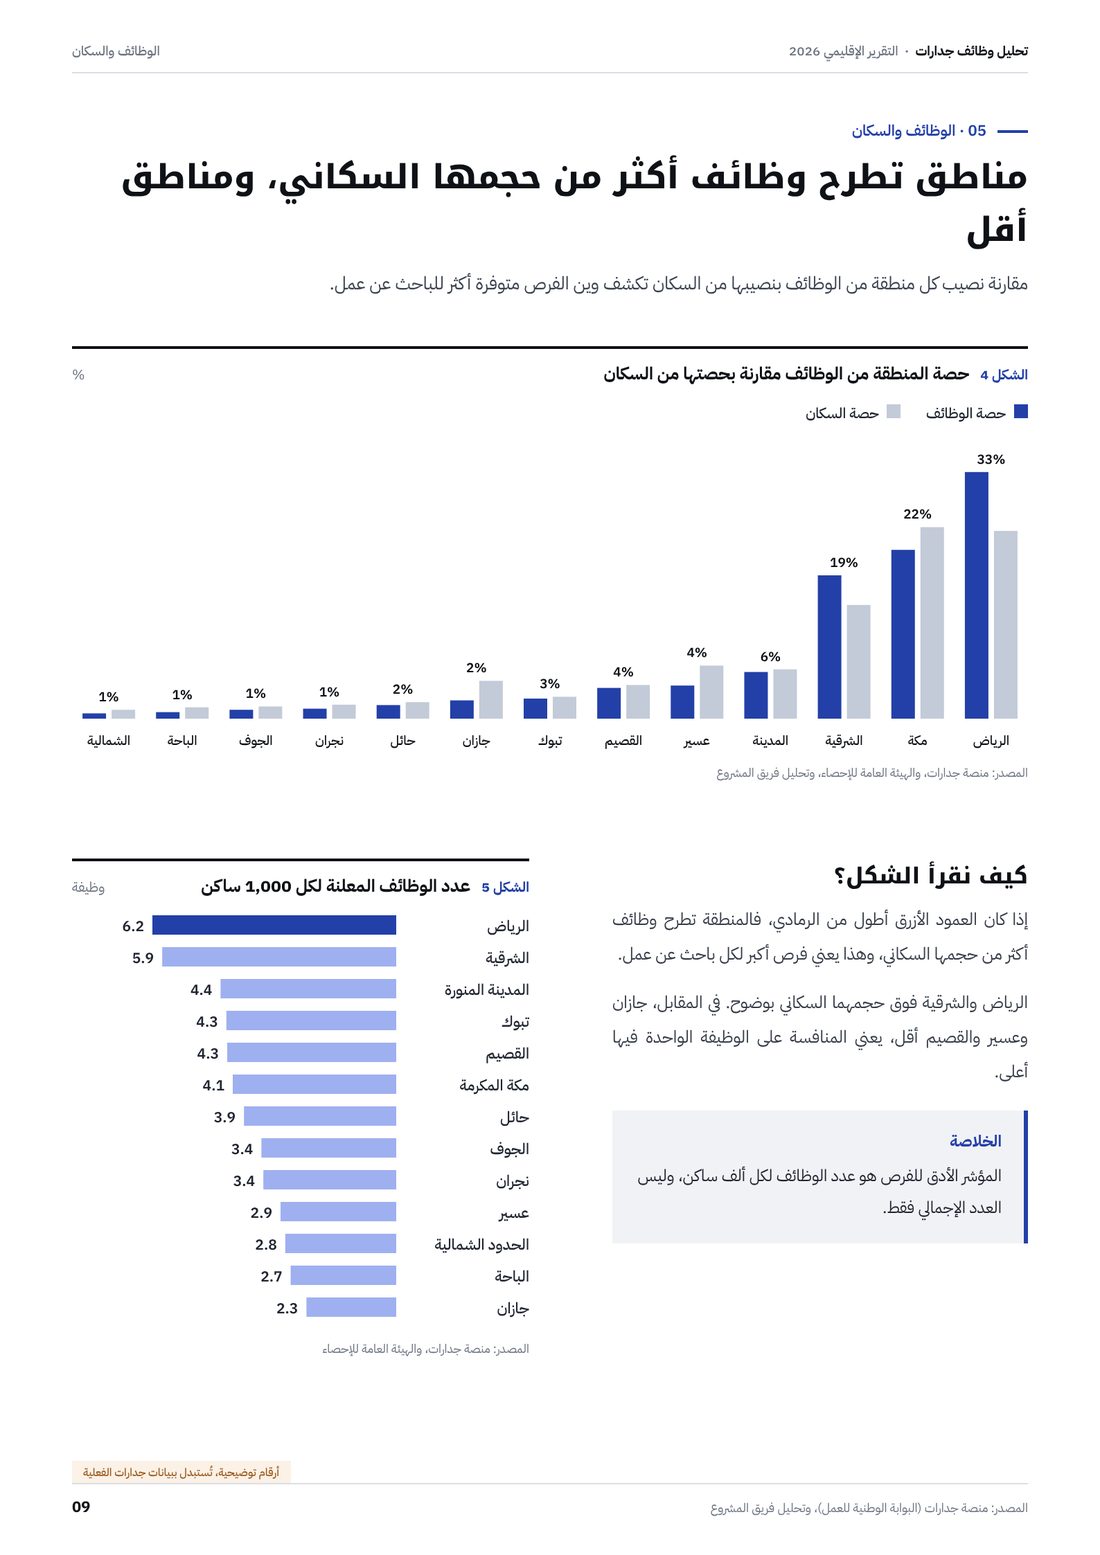 تحليل وظائف جدارات · التقرير الإقليمي 2026
الوظائف والسكان
05 · الوظائف والسكان
مناطق تطرح وظائف أكثر من حجمها السكاني، ومناطق
أقل
مقارنة نصيب كل منطقة من الوظائف بنصيبها من السكان تكشف وين الفرص متوفرة أكثر للباحث عن عمل.
الشكل 4 حصة المنطقة من الوظائف مقارنة بحصتها من السكان
%
حصة الوظائف
حصة السكان
33%
22%
19%
6%
4%
4%
3%
2%
2%
1%
1%
1%
1%
الرياض
مكة
الشرقية
المدينة
عسير
القصيم
تبوك
جازان
حائل
نجران
الجوف
الباحة
الشمالية
المصدر: منصة جدارات، والهيئة العامة للإحصاء، وتحليل فريق المشروع
كيف نقرأ الشكل؟
إذا كان العمود الأزرق أطول من الرمادي، فالمنطقة تطرح وظائف
أكثر من حجمها السكاني، وهذا يعني فرص أكبر لكل باحث عن عمل.
الرياض والشرقية فوق حجمهما السكاني بوضوح. في المقابل، جازان
وعسير والقصيم أقل، يعني المنافسة على الوظيفة الواحدة فيها
أعلى.
الخلاصة
المؤشر الأدق للفرص هو عدد الوظائف لكل ألف ساكن، وليس
العدد الإجمالي فقط.
الشكل 5 عدد الوظائف المعلنة لكل 1,000 ساكن
وظيفة
الرياض 6.2
الشرقية 5.9
المدينة المنورة 4.4
تبوك 4.3
القصيم 4.3
مكة المكرمة 4.1
حائل 3.9
الجوف 3.4
نجران 3.4
عسير 2.9
الحدود الشمالية 2.8
الباحة 2.7
جازان 2.3
المصدر: منصة جدارات، والهيئة العامة للإحصاء
أرقام توضيحية، تُستبدل ببيانات جدارات الفعلية
المصدر: منصة جدارات (البوابة الوطنية للعمل)، وتحليل فريق المشروع
09